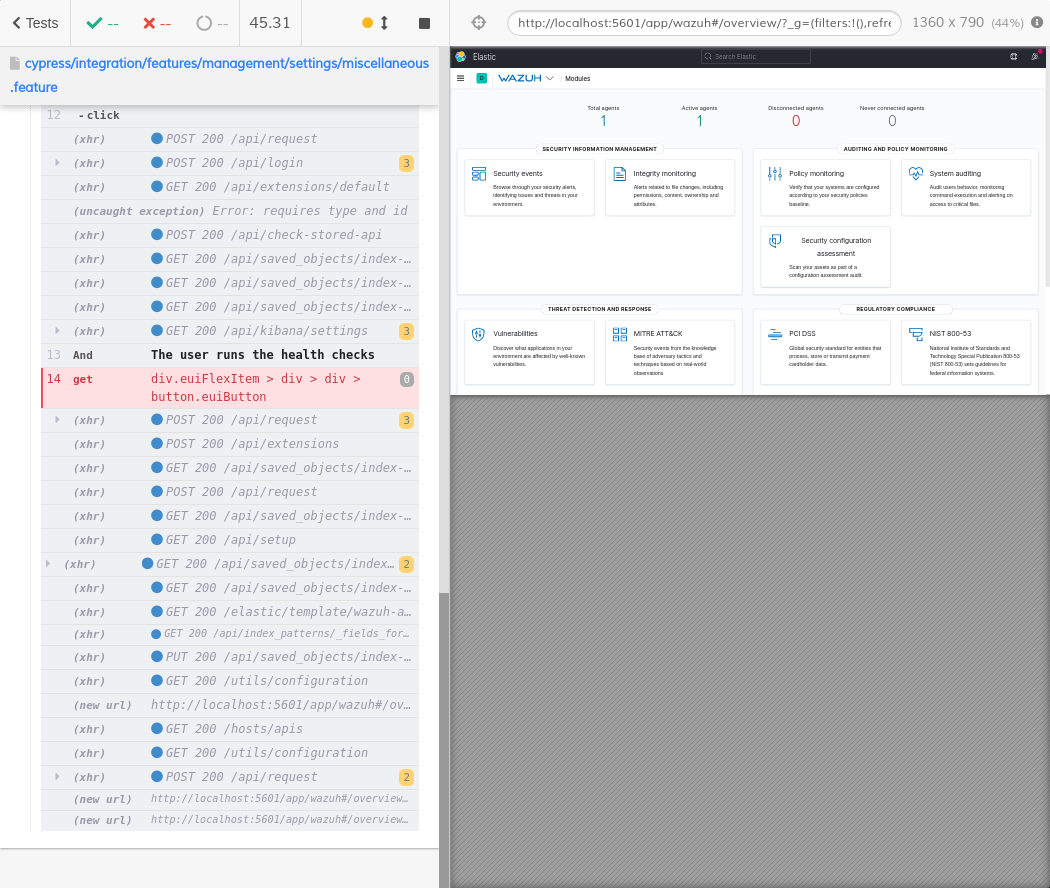 Tests -- -- -- 45.31
http://localhost:5601/app/wazuh#/overview/?_g=(filters:!(),refre
1360 x 790 (44%)
cypress/integration/features/management/settings/miscellaneous
.feature
12 - click
(xhr) POST 200 /api/request
(xhr) POST 200 /api/login 3
(xhr) GET 200 /api/extensions/default
(uncaught exception) Error: requires type and id
(xhr) POST 200 /api/check-stored-api
(xhr) GET 200 /api/saved_objects/index-…
(xhr) GET 200 /api/saved_objects/index-…
(xhr) GET 200 /api/saved_objects/index-…
(xhr) GET 200 /api/kibana/settings 3
13 And The user runs the health checks
14 get div.euiFlexItem > div > div > 0
button.euiButton
(xhr) POST 200 /api/request 3
(xhr) POST 200 /api/extensions
(xhr) GET 200 /api/saved_objects/index-…
(xhr) POST 200 /api/request
(xhr) GET 200 /api/saved_objects/index-…
(xhr) GET 200 /api/setup
(xhr) GET 200 /api/saved_objects/index… 2
(xhr) GET 200 /api/saved_objects/index-…
(xhr) GET 200 /elastic/template/wazuh-a…
(xhr) GET 200 /api/index_patterns/_fields_for…
(xhr) PUT 200 /api/saved_objects/index-…
(xhr) GET 200 /utils/configuration
(new url) http://localhost:5601/app/wazuh#/ov…
(xhr) GET 200 /hosts/apis
(xhr) GET 200 /utils/configuration
(xhr) POST 200 /api/request 2
(new url) http://localhost:5601/app/wazuh#/overview…
(new url) http://localhost:5601/app/wazuh#/overview…
Elastic
Search Elastic
D WAZUH Modules
Total agents Active agents Disconnected agents Never connected agents
1 1 0 0
SECURITY INFORMATION MANAGEMENT
Security events
Browse through your security alerts,
identifying issues and threats in your
environment.
Integrity monitoring
Alerts related to file changes, including
permissions, content, ownership and
attributes.
AUDITING AND POLICY MONITORING
Policy monitoring
Verify that your systems are configured
according to your security policies
baseline.
System auditing
Audit users behavior, monitoring
command execution and alerting on
access to critical files.
Security configuration
assessment
Scan your assets as part of a
configuration assessment audit.
THREAT DETECTION AND RESPONSE
Vulnerabilities
Discover what applications in your
environment are affected by well-known
vulnerabilities.
MITRE ATT&CK
Security events from the knowledge
base of adversary tactics and
techniques based on real-world
observations
REGULATORY COMPLIANCE
PCI DSS
Global security standard for entities that
process, store or transmit payment
cardholder data.
NIST 800-53
National Institute of Standards and
Technology Special Publication 800-53
(NIST 800-53) sets guidelines for
federal information systems.